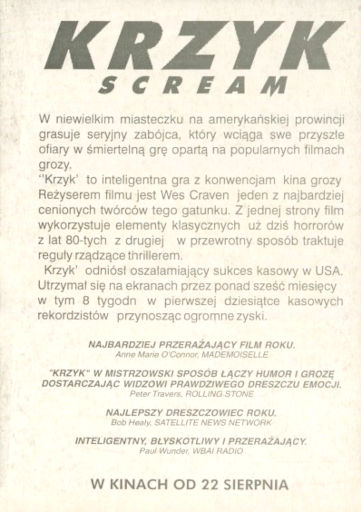 KRZYK
SCREAM
W niewielkim miasteczku na amerykańskiej prowincji
grasuje seryjny zabójca, który wciąga swe przyszłe
ofiary w śmiertelną grę opartą na popularnych filmach
grozy.
''Krzyk' to inteligentna gra z konwencjam kina grozy
Reżyserem filmu jest Wes Craven jeden z najbardziej
cenionych twórców tego gatunku. Z jednej strony film
wykorzystuje elementy klasycznych uż dziś horrorów
z lat 80-tych z drugiej w przewrotny sposób traktuje
reguły rządzące thrillerem.
Krzyk' odniósł oszałamiający sukces kasowy w USA.
Utrzymał się na ekranach przez ponad sześć miesięcy
w tym 8 tygodn w pierwszej dziesiątce kasowych
rekordzistów przynosząc ogromne zyski.
NAJBARDZIEJ PRZERAŻAJĄCY FILM ROKU.
Anne Marie O'Connor, MADEMOISELLE
"KRZYK" W MISTRZOWSKI SPOSÓB ŁĄCZY HUMOR I GROZĘ
DOSTARCZAJĄC WIDZOWI PRAWDZIWEGO DRESZCZU EMOCJI.
Peter Travers, ROLLING STONE
NAJLEPSZY DRESZCZOWIEC ROKU.
Bob Healy, SATELLITE NEWS NETWORK
INTELIGENTNY, BŁYSKOTLIWY I PRZERAŻAJĄCY.
Paul Wunder, WBAI RADIO
W KINACH OD 22 SIERPNIA